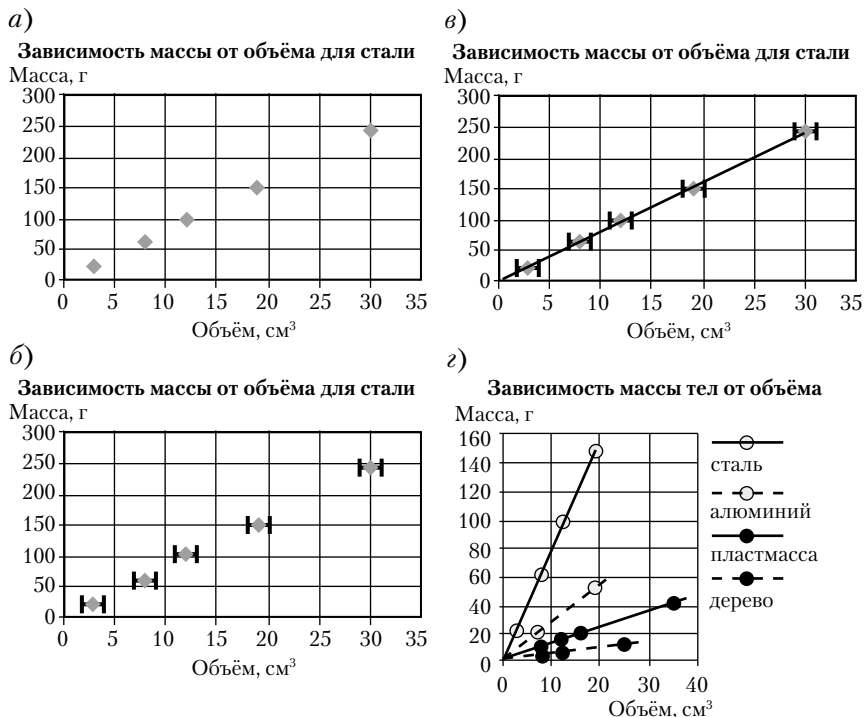 а)
Зависимость массы от объёма для стали
Масса, г
300
250
200
150
100
50
0
0 5 10 15 20 25 30 35
Объём, см³
б)
Зависимость массы от объёма для стали
Масса, г
300
250
200
150
100
50
0
0 5 10 15 20 25 30 35
Объём, см³
в)
Зависимость массы от объёма для стали
Масса, г
300
250
200
150
100
50
0
0 5 10 15 20 25 30 35
Объём, см³
г)
Зависимость массы тел от объёма
Масса, г
160
140
120
100
80
60
40
20
0
0 10 20 30 40
Объём, см³
сталь
алюминий
пластмасса
дерево